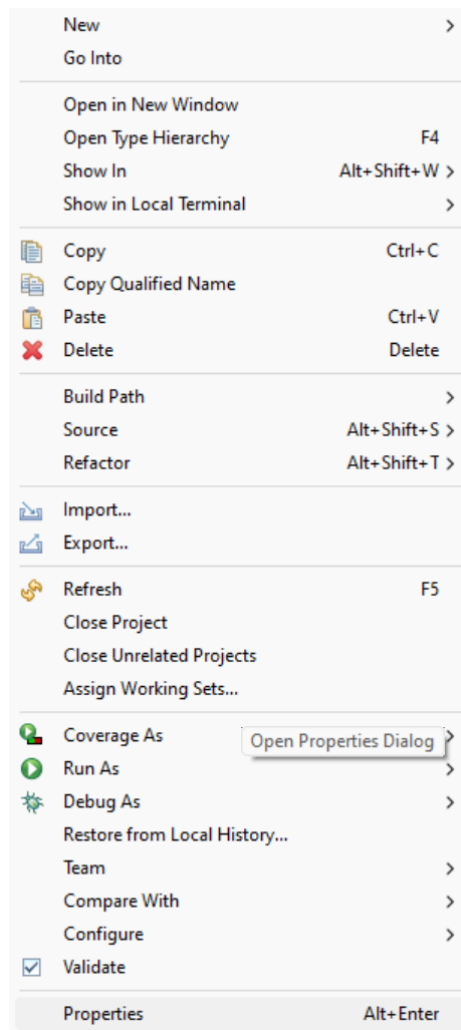 New
Go Into
Open in New Window
Open Type Hierarchy F4
Show In Alt+Shift+W
Show in Local Terminal
Copy Ctrl+C
Copy Qualified Name
Paste Ctrl+V
Delete Delete
Build Path
Source Alt+Shift+S
Refactor Alt+Shift+T
Import...
Export...
Refresh F5
Close Project
Close Unrelated Projects
Assign Working Sets...
Coverage As Open Properties Dialog
Run As
Debug As
Restore from Local History...
Team
Compare With
Configure
Validate
Properties Alt+Enter